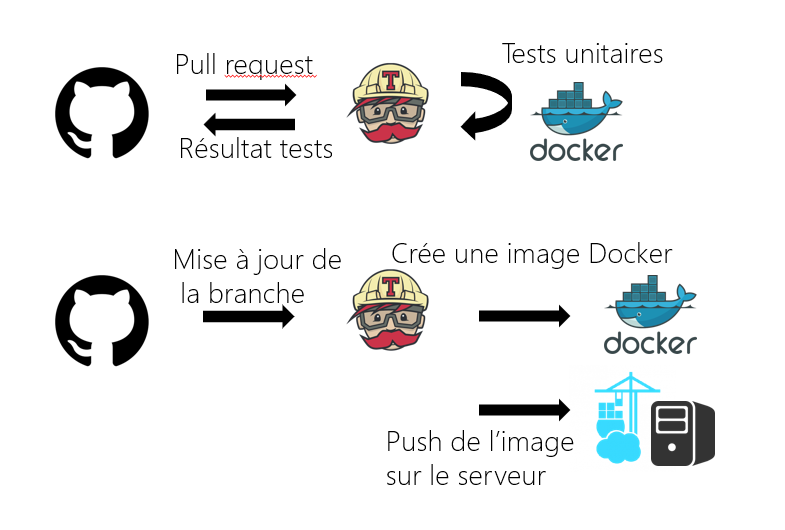 Pull request
Tests unitaires
T
docker
Résultat tests
Mise à jour de
la branche
Crée une image Docker
T
docker
Push de l’image
sur le serveur